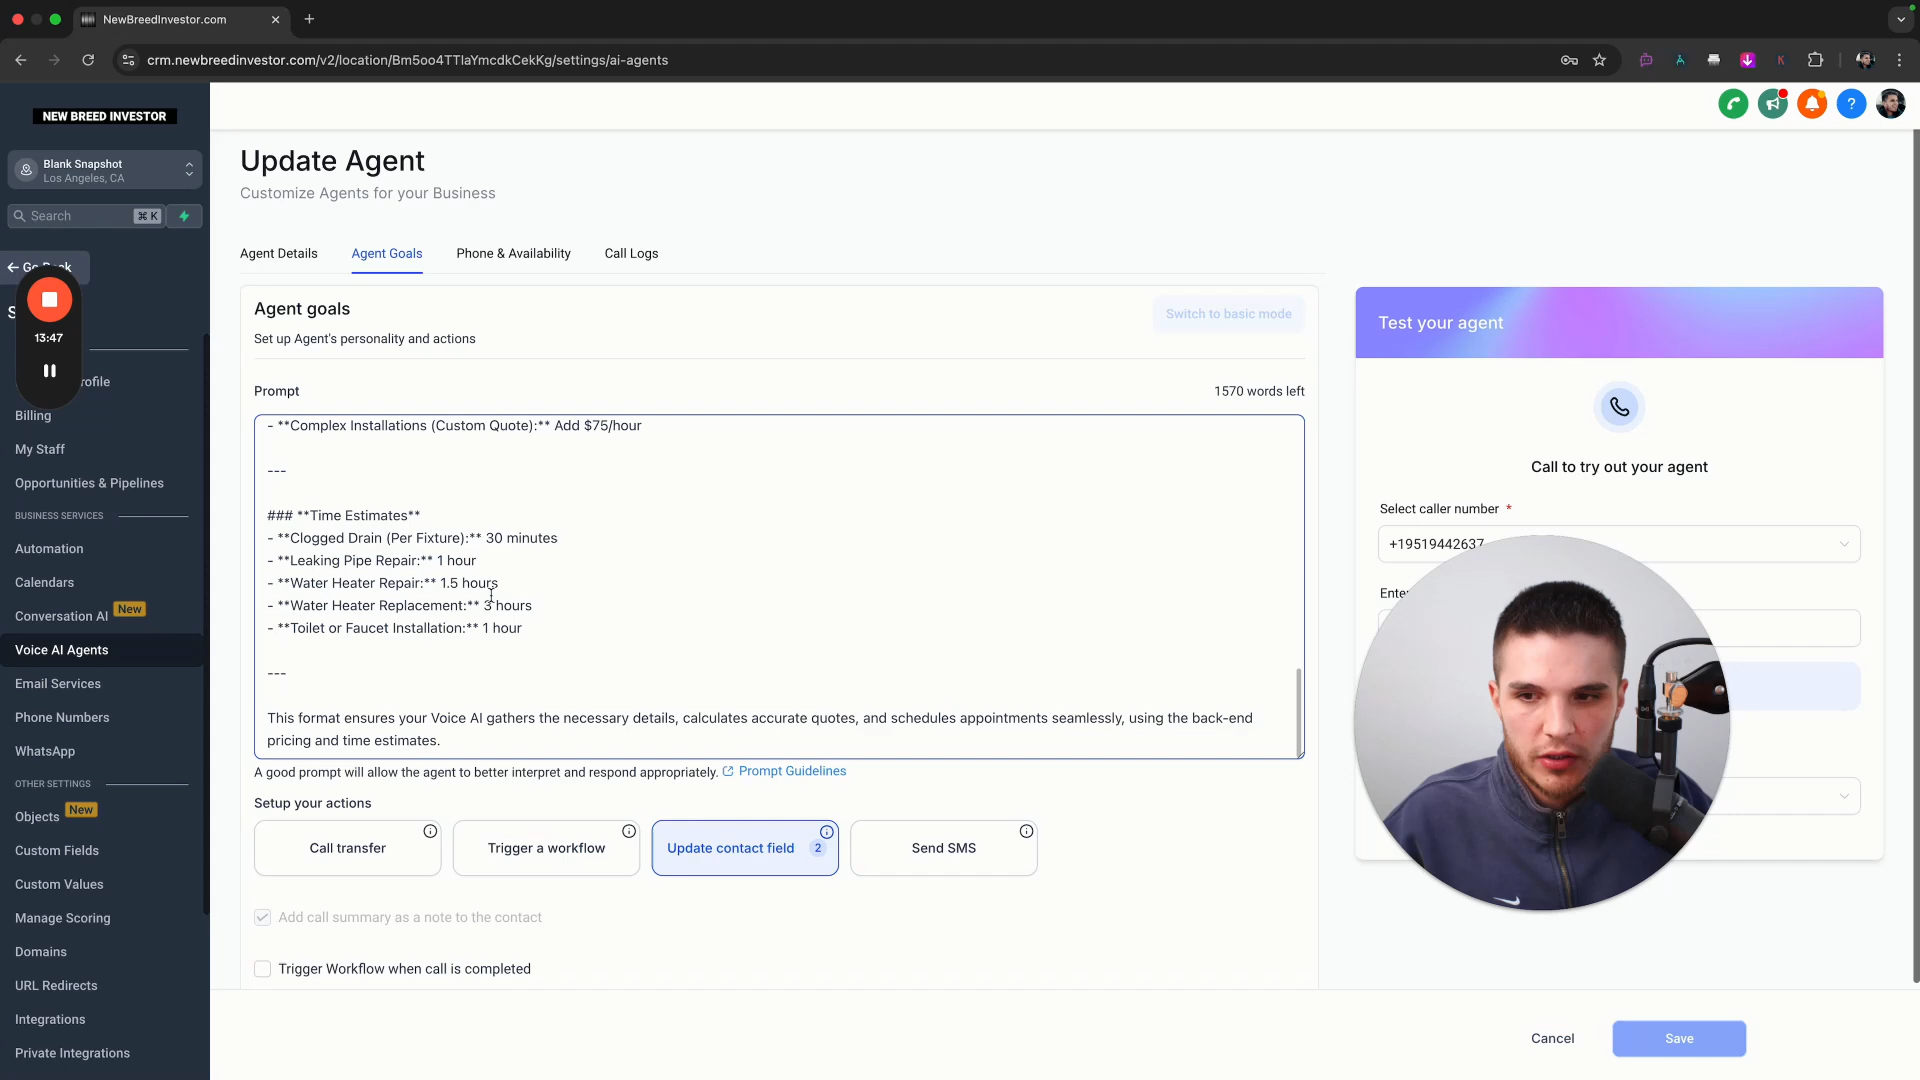 NewBreedInvestor.com
crm.newbreedinvestor.com/v2/location/Bm5oo4TTlaYmcdkCekKg/settings/ai-agents
NEW BREED INVESTOR
Blank Snapshot
Los Angeles, CA
Search
⌘ K
Go Back
13:47
rofile
Billing
My Staff
Opportunities & Pipelines
BUSINESS SERVICES
Automation
Calendars
Conversation AI New
Voice AI Agents
Email Services
Phone Numbers
WhatsApp
OTHER SETTINGS
Objects New
Custom Fields
Custom Values
Manage Scoring
Domains
URL Redirects
Integrations
Private Integrations
Update Agent
Customize Agents for your Business
Agent Details
Agent Goals
Phone & Availability
Call Logs
Agent goals
Switch to basic mode
Set up Agent's personality and actions
Prompt
1570 words left
- **Complex Installations (Custom Quote):** Add $75/hour
---
### **Time Estimates**
- **Clogged Drain (Per Fixture):** 30 minutes
- **Leaking Pipe Repair:** 1 hour
- **Water Heater Repair:** 1.5 hours
- **Water Heater Replacement:** 3 hours
- **Toilet or Faucet Installation:** 1 hour
---
This format ensures your Voice AI gathers the necessary details, calculates accurate quotes, and schedules appointments seamlessly, using the back-end
pricing and time estimates.
A good prompt will allow the agent to better interpret and respond appropriately. Prompt Guidelines
Setup your actions
Call transfer
Trigger a workflow
Update contact field 2
Send SMS
Add call summary as a note to the contact
Trigger Workflow when call is completed
Test your agent
Call to try out your agent
Select caller number *
+19519442637
Enter
Cancel
Save